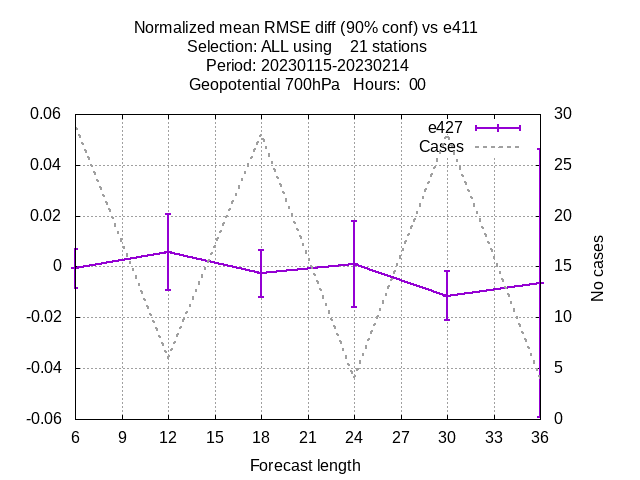 Normalized mean RMSE diff (90% conf) vs e411
Selection: ALL using    21 stations
Period: 20230115-20230214
Geopotential 700hPa   Hours:  00
e427
Cases
0.06
0.04
0.02
0
-0.02
-0.04
-0.06
30
25
20
15
10
5
0
No cases
6 9 12 15 18 21 24 27 30 33 36
Forecast length